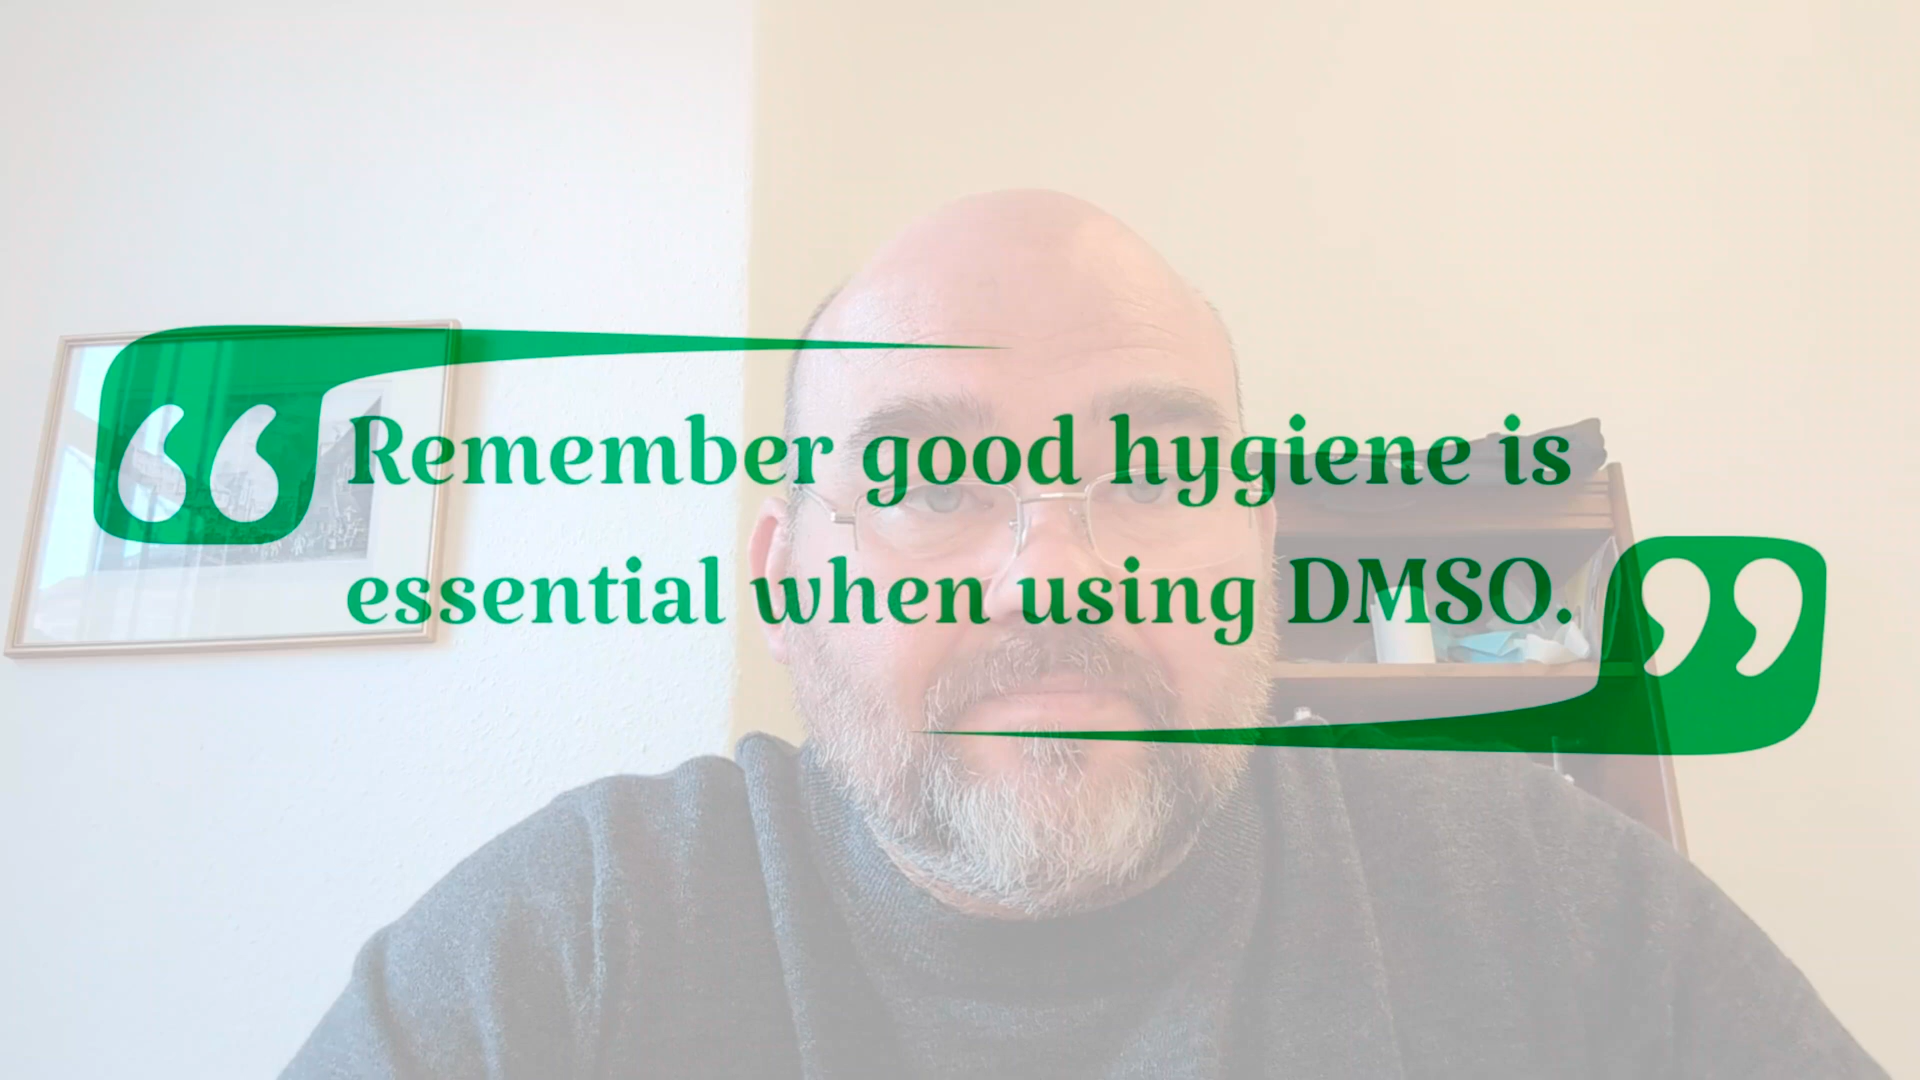 “Remember good hygiene is
essential when using DMSO.”